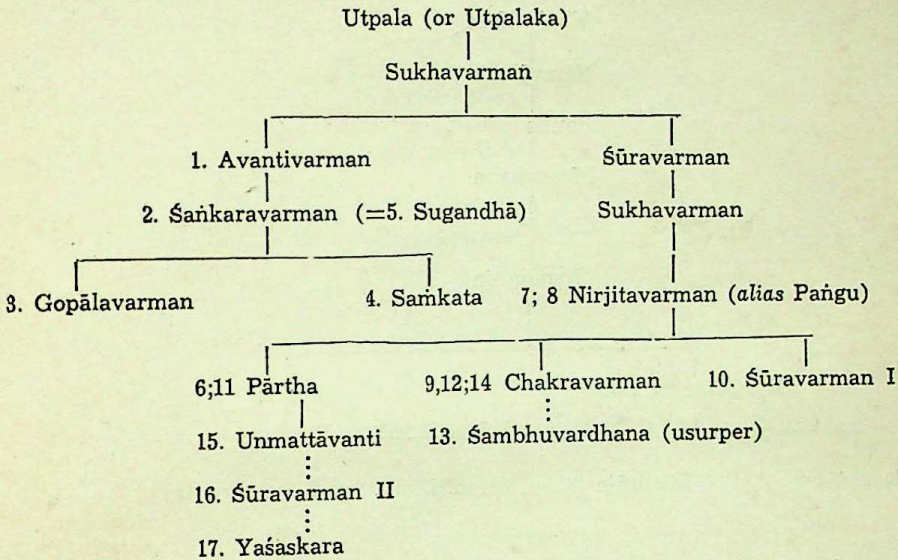 Utpala (or Utpalaka)
Sukhavarman
1. Avantivarman Śūravarman
2. Śaṅkaravarman (=5. Sugandhā) Sukhavarman
3. Gopālavarman 4. Saṁkata 7; 8 Nirjitavarman (alias Paṅgu)
6;11 Pārtha 9,12;14 Chakravarman 10. Śūravarman I
15. Unmattāvanti 13. Śambhuvardhana (usurper)
16. Śūravarman II
17. Yaśaskara